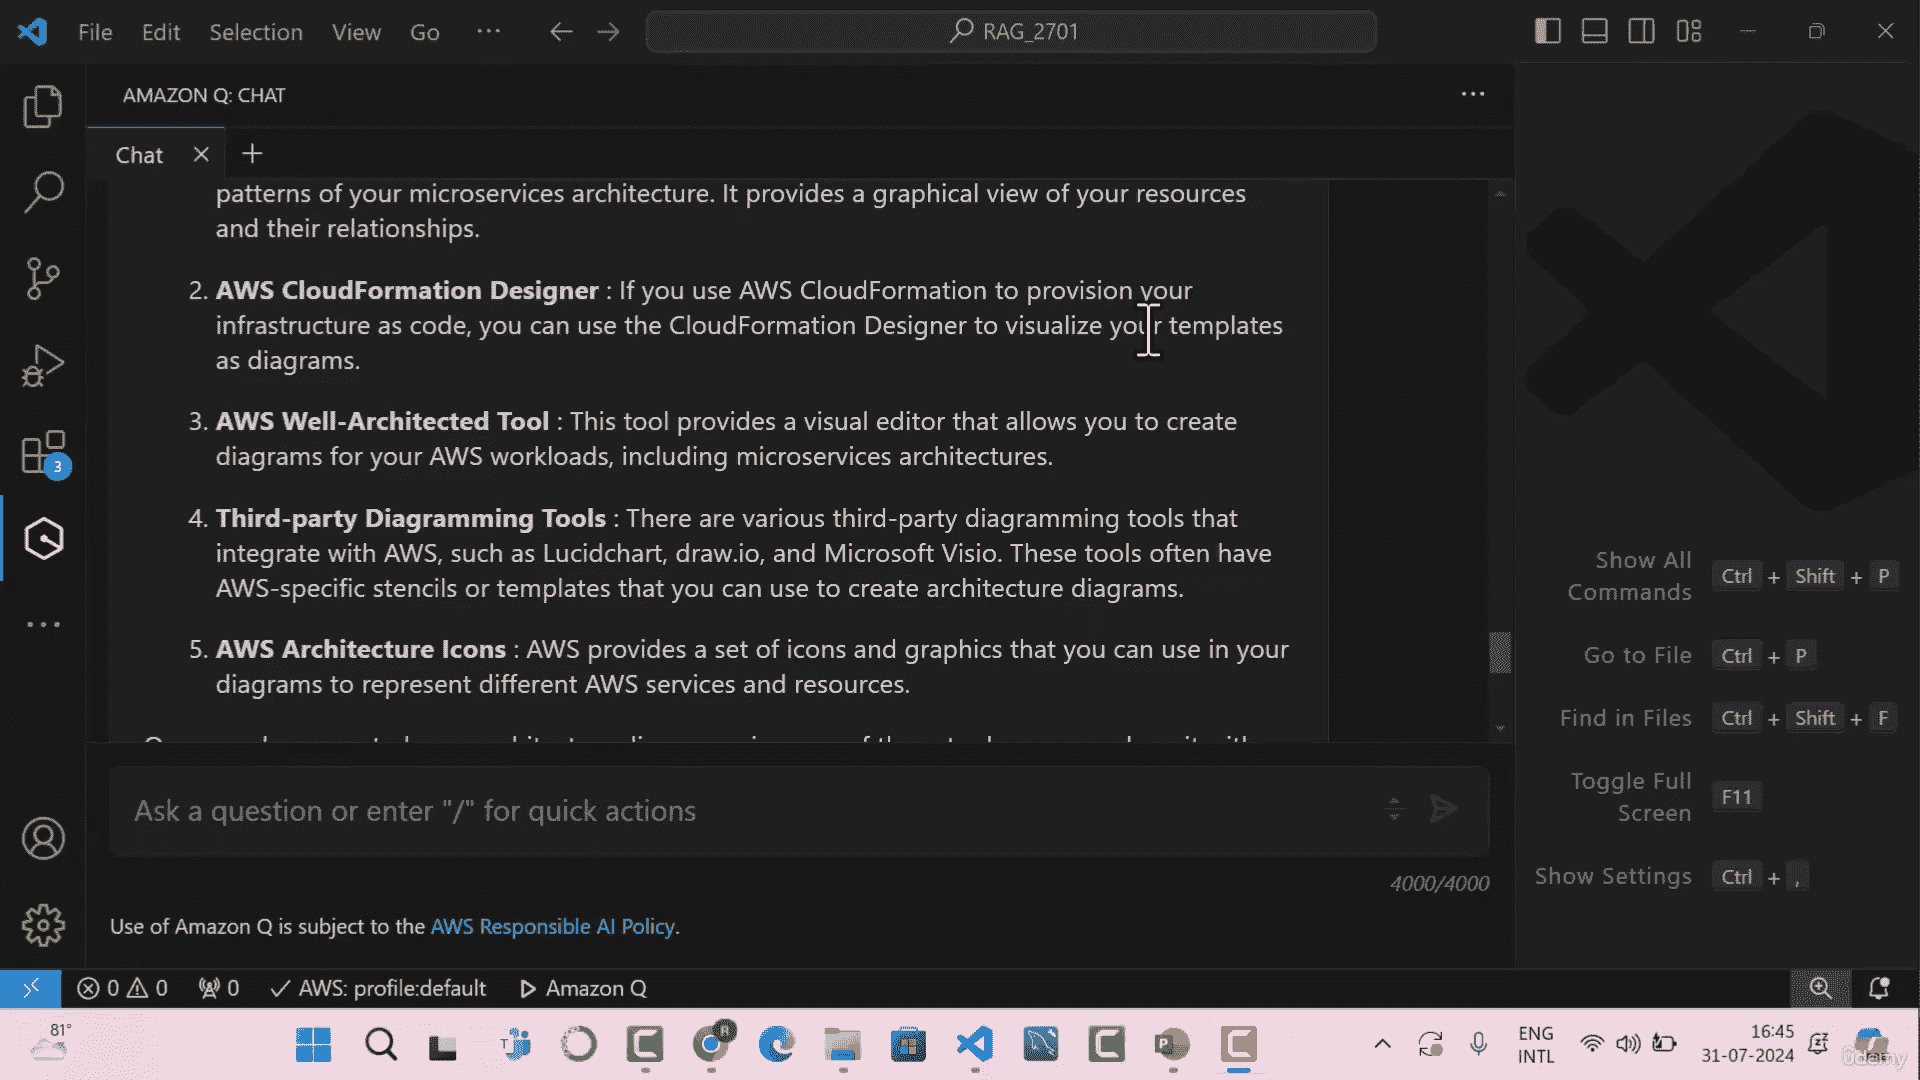 File Edit Selection View Go ... RAG_2701
AMAZON Q: CHAT
Chat
patterns of your microservices architecture. It provides a graphical view of your resources
and their relationships.
2. AWS CloudFormation Designer : If you use AWS CloudFormation to provision your
infrastructure as code, you can use the CloudFormation Designer to visualize your templates
as diagrams.
3. AWS Well-Architected Tool : This tool provides a visual editor that allows you to create
diagrams for your AWS workloads, including microservices architectures.
4. Third-party Diagramming Tools : There are various third-party diagramming tools that
integrate with AWS, such as Lucidchart, draw.io, and Microsoft Visio. These tools often have
AWS-specific stencils or templates that you can use to create architecture diagrams.
5. AWS Architecture Icons : AWS provides a set of icons and graphics that you can use in your
diagrams to represent different AWS services and resources.
Ask a question or enter "/" for quick actions
4000/4000
Use of Amazon Q is subject to the AWS Responsible AI Policy.
3
Show All
Commands Ctrl + Shift + P
Go to File Ctrl + P
Find in Files Ctrl + Shift + F
Toggle Full
Screen F11
Show Settings Ctrl + ,
0 0 0 AWS: profile:default Amazon Q
81°
ENG
INTL
16:45
31-07-2024
ûdemy